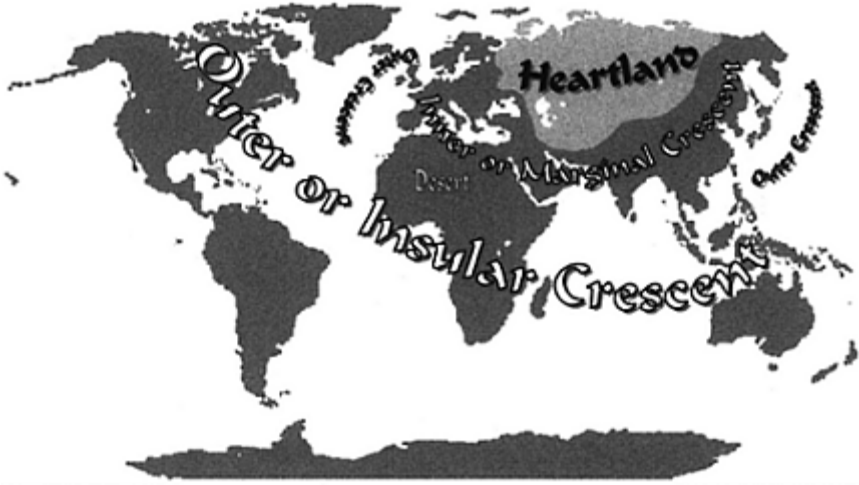 Heartland
Outer Crescent
Inner or Marginal Crescent
Outer Crescent
Desert
Outer or Insular Crescent